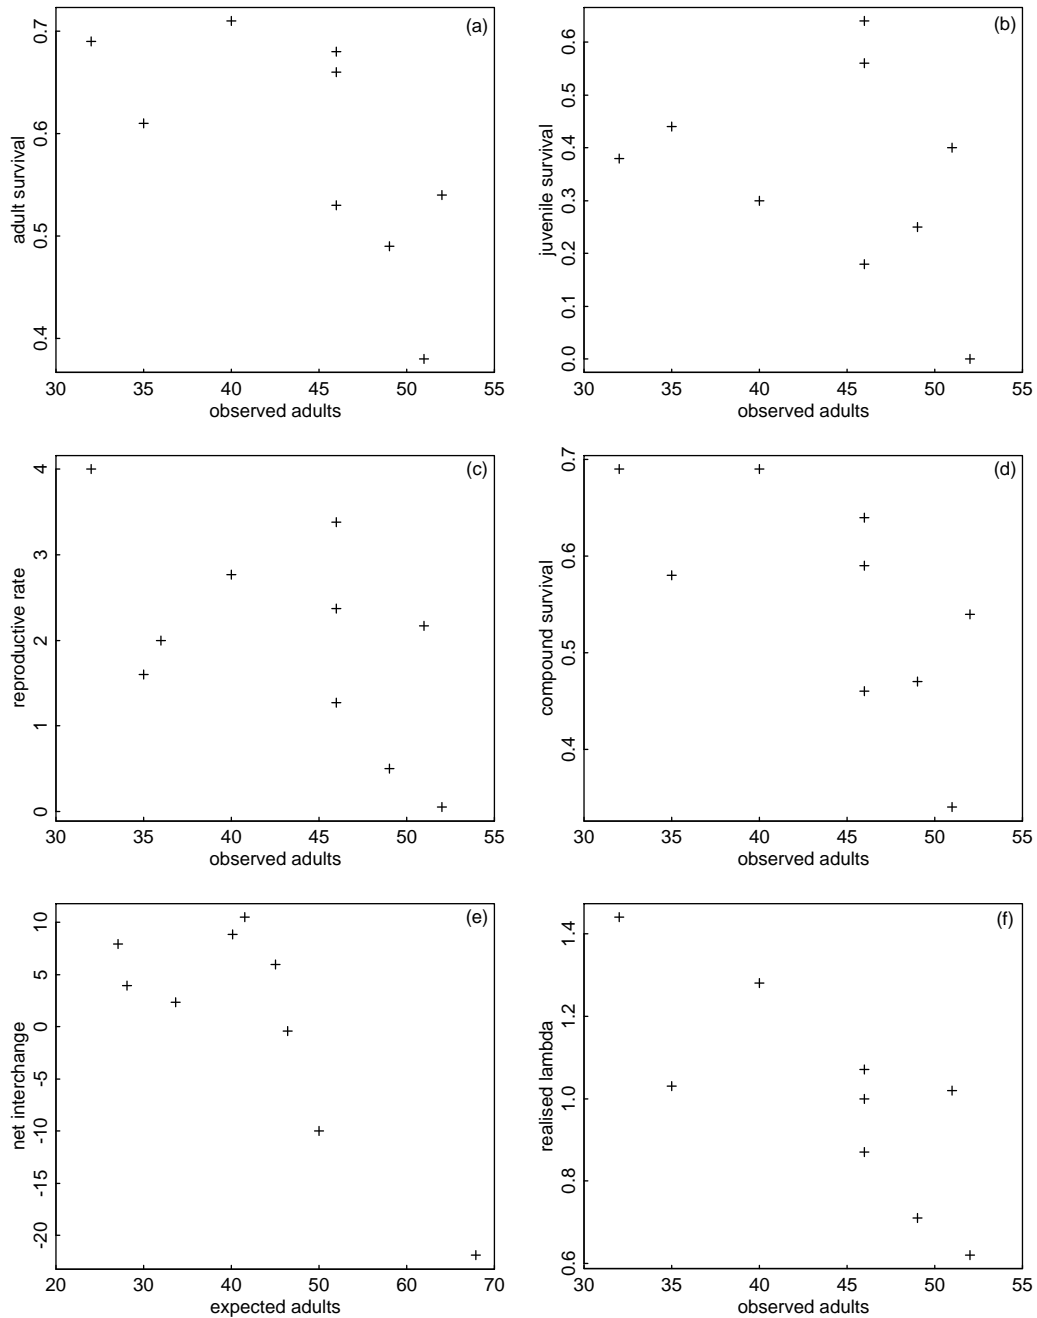 (a)
adult survival
0.7
0.6
0.5
0.4
30 35 40 45 50 55
observed adults
(b)
juvenile survival
0.6
0.5
0.4
0.3
0.2
0.1
0.0
30 35 40 45 50 55
observed adults
(c)
reproductive rate
4
3
2
1
0
30 35 40 45 50 55
observed adults
(d)
compound survival
0.7
0.6
0.5
0.4
30 35 40 45 50 55
observed adults
(e)
net interchange
10
5
0
-5
-10
-15
-20
20 30 40 50 60 70
expected adults
(f)
realised lambda
1.4
1.2
1.0
0.8
0.6
30 35 40 45 50 55
observed adults